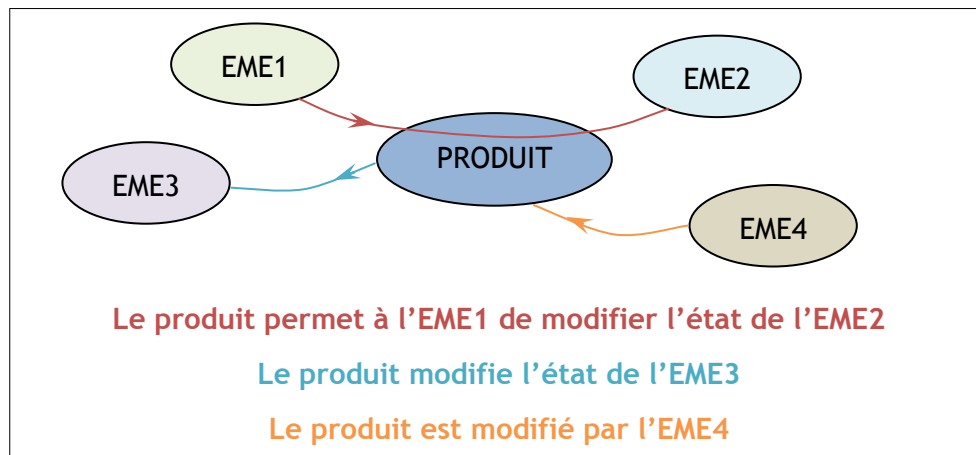 EME1
EME2
PRODUIT
EME3
EME4
Le produit permet à l’EME1 de modifier l’état de l’EME2
Le produit modifie l’état de l’EME3
Le produit est modifié par l’EME4